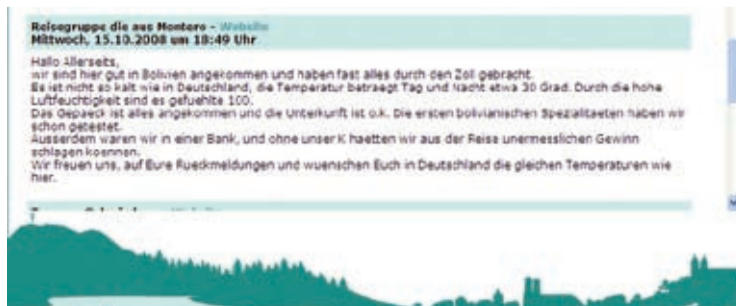 Reisegruppe die aus Montero - Website
Mittwoch, 15.10.2008 um 18:49 Uhr
Hallo Allerseits,
wir sind hier gut in Bolivien angekommen und haben fast alles durch den Zoll gebracht.
Es ist nicht so kalt wie in Deutschland, die Temperatur betraegt Tag und Nacht etwa 30 Grad. Durch die hohe
Luftfeuchtigkeit sind es gefuehlte 100.
Das Gepaeck ist alles angekommen und die Unterkunft ist o.k. Die ersten bolivianischen Spezialitaeten haben wir
schon getestet.
Ausserdem waren wir in einer Bank, und ohne unser K haetten wir aus der Reise unermesslichen Gewinn
schlagen koennen.
Wir freuen uns, auf Eure Rueckmeldungen und wuenschen Euch in Deutschland die gleichen Temperaturen wie
hier.